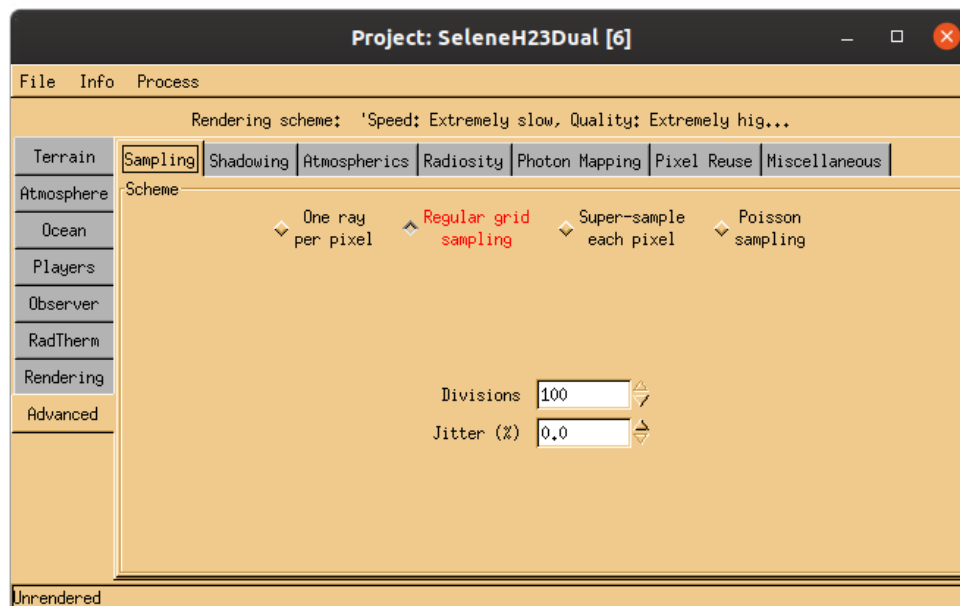 Project: SeleneH23Dual [6]
File Info Process
Rendering scheme: 'Speed: Extremely slow, Quality: Extremely hig...
Terrain
Atmosphere
Ocean
Players
Observer
RadTherm
Rendering
Advanced
Sampling Shadowing Atmospherics Radiosity Photon Mapping Pixel Reuse Miscellaneous
Scheme
One ray
per pixel
Regular grid
sampling
Super-sample
each pixel
Poisson
sampling
Divisions 100
Jitter (%) 0.0
Unrendered